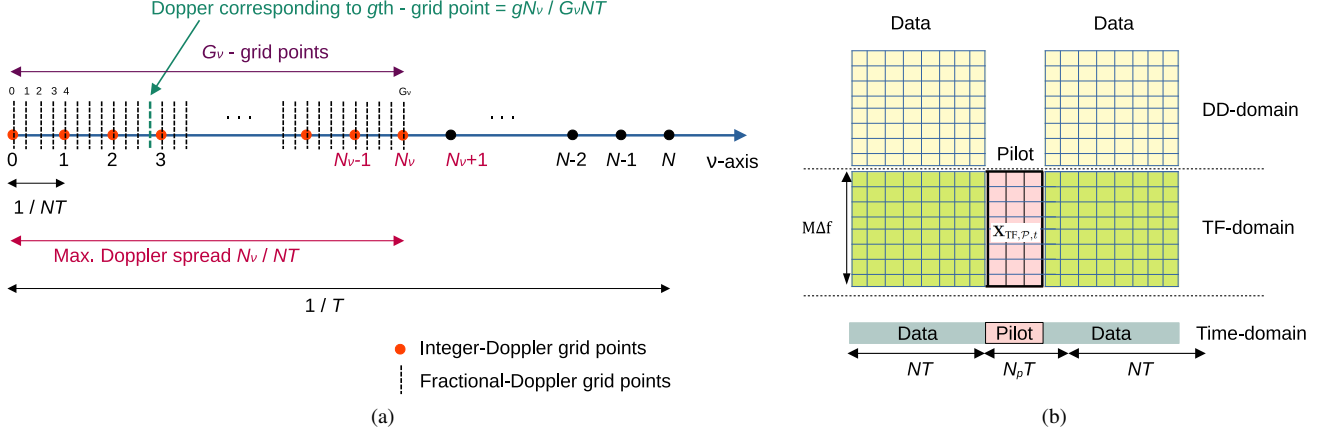 Dopper corresponding to gth - grid point = gNν / GνNT
Gν - grid points
0 1 2 3 4 Gν
. . . . . .
0 1 2 3 Nν-1 Nν Nν+1 N-2 N-1 N ν-axis
1 / NT
Max. Doppler spread Nν / NT
1 / T
Integer-Doppler grid points
Fractional-Doppler grid points
(a)
Data Data
DD-domain
Pilot
MΔf
X_TF,𝒫,t
TF-domain
Data Pilot Data Time-domain
NT NpT NT
(b)